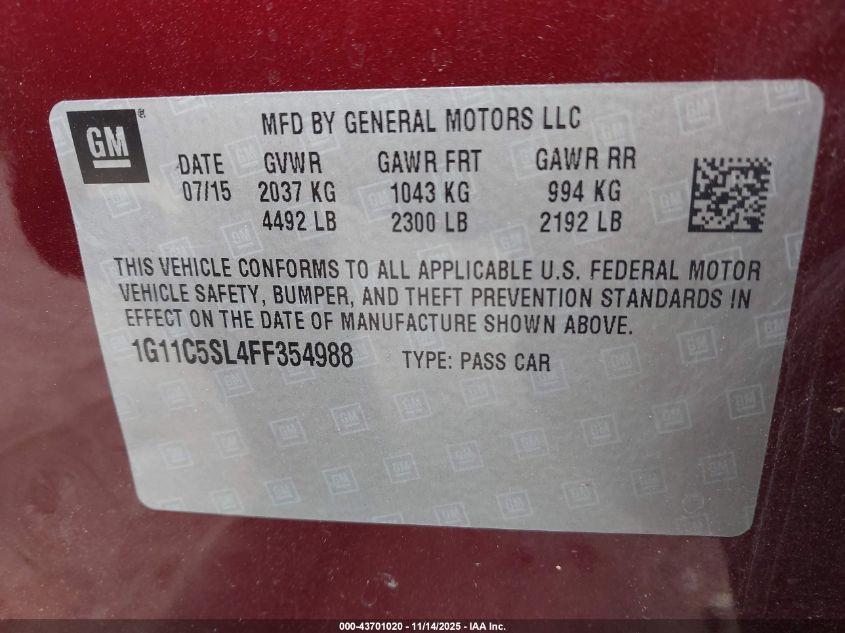 GM®
MFD BY GENERAL MOTORS LLC
DATE GVWR GAWR FRT GAWR RR
07/15 2037 KG 1043 KG 994 KG
4492 LB 2300 LB 2192 LB
THIS VEHICLE CONFORMS TO ALL APPLICABLE U.S. FEDERAL MOTOR
VEHICLE SAFETY, BUMPER, AND THEFT PREVENTION STANDARDS IN
EFFECT ON THE DATE OF MANUFACTURE SHOWN ABOVE.
1G11C5SL4FF354988 TYPE: PASS CAR
000-43701020 - 11/14/2025 - IAA Inc.